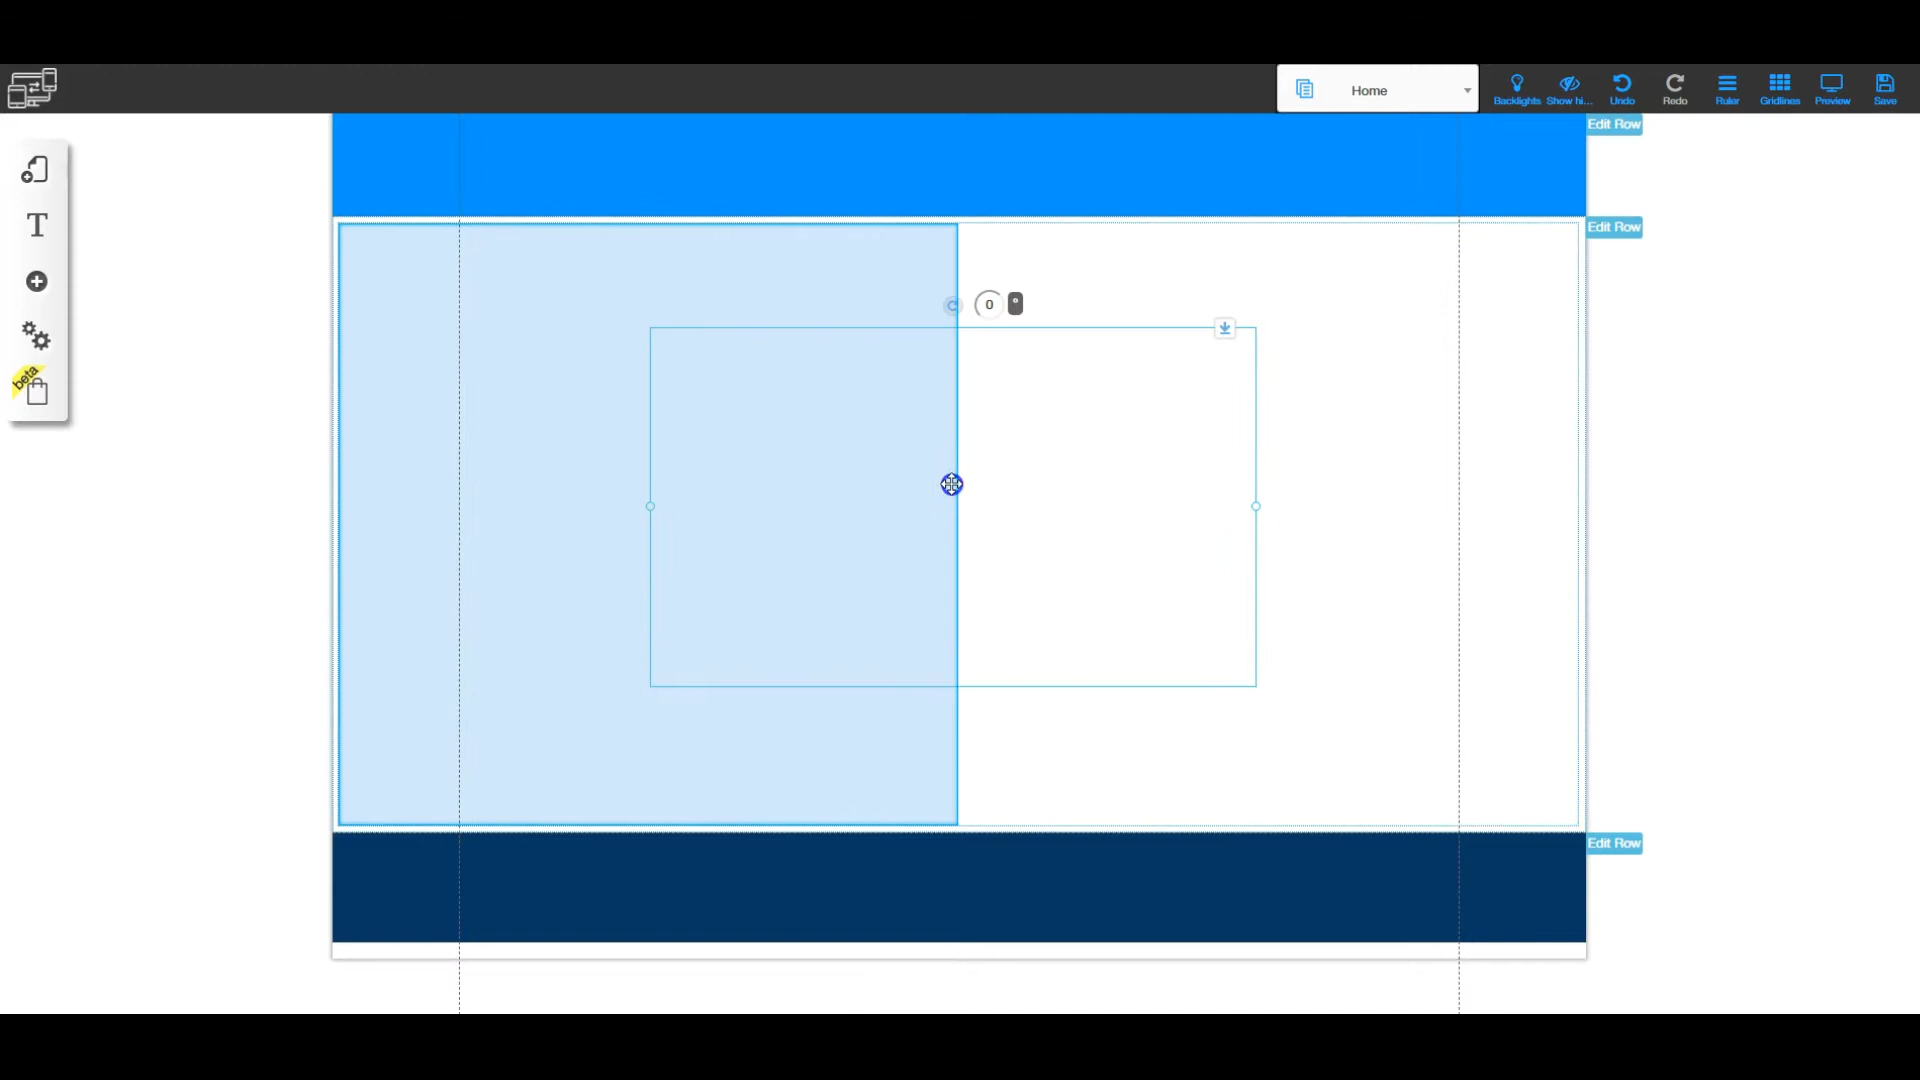 Home
Backlights
Show hi...
Undo
Redo
Ruler
Gridlines
Preview
Save
Edit Row
T
Edit Row
0 °
beta
Edit Row